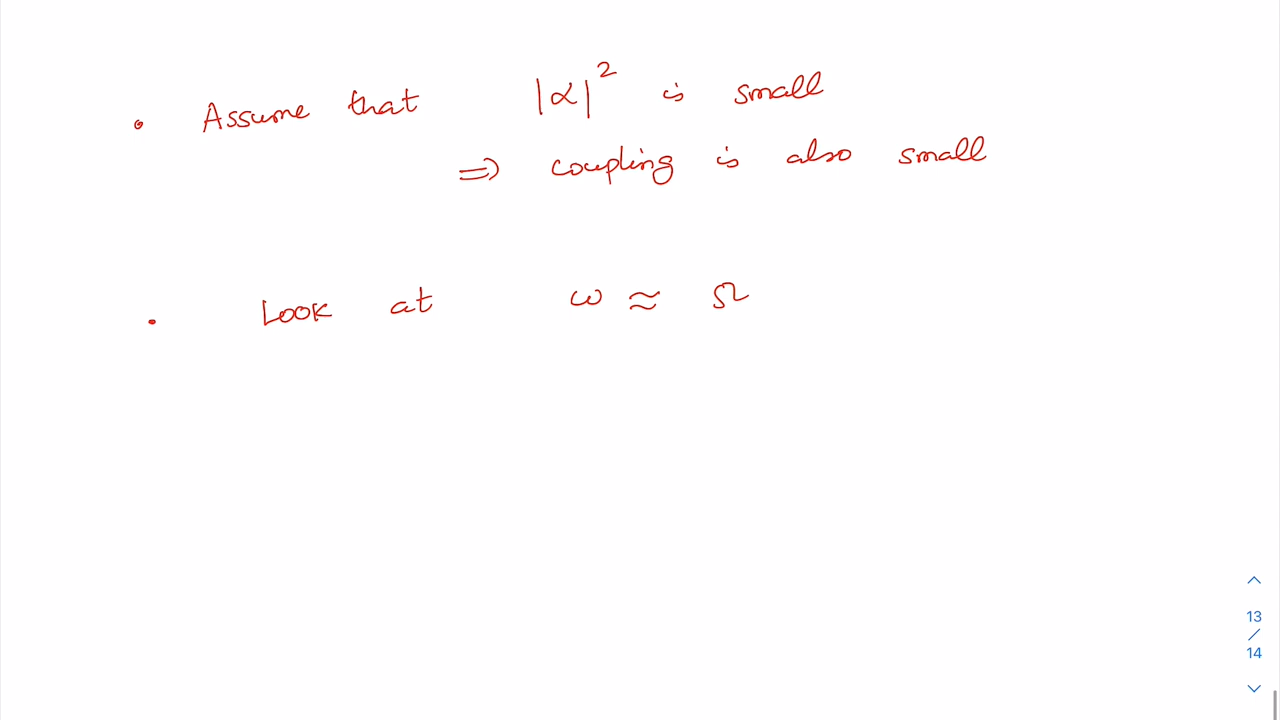 • Assume that |α|² is small
⇒ coupling is also small
• Look at ω ≈ Ω
13
/
14